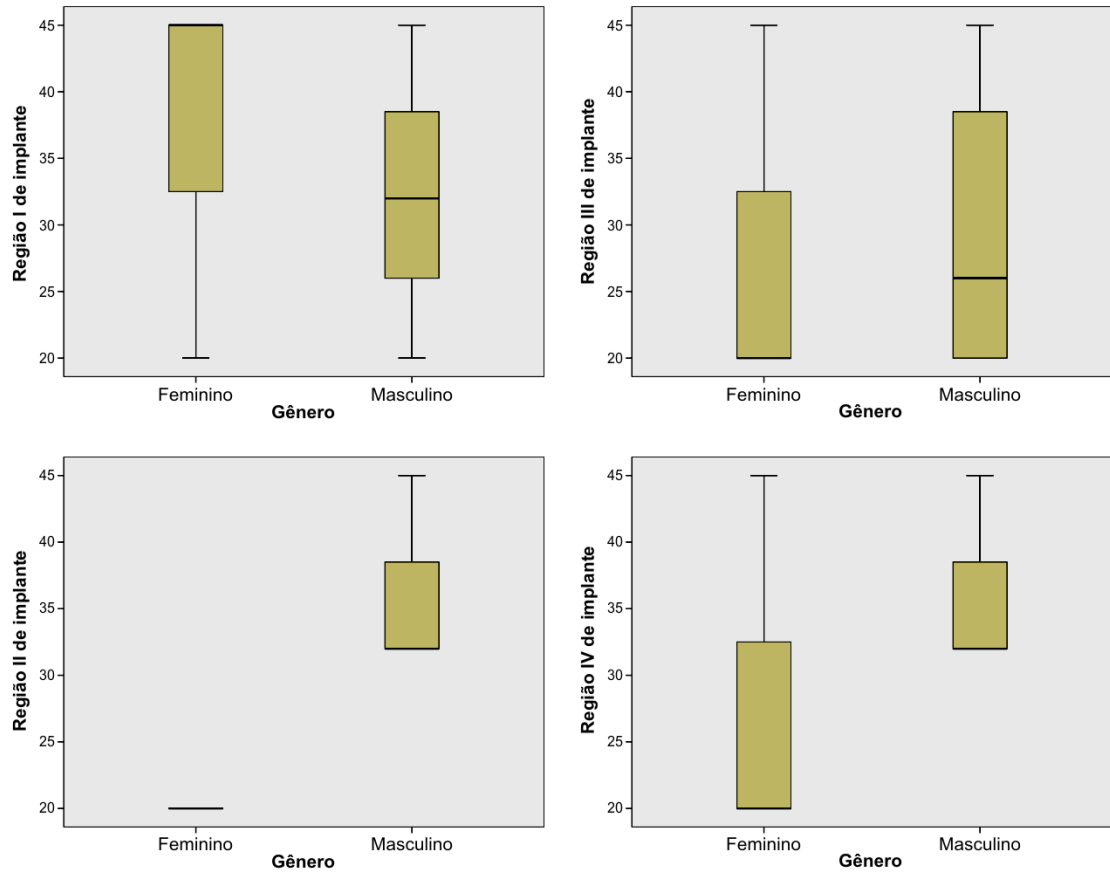 Região I de implante
45
40
35
30
25
20
Feminino Masculino
Gênero
Região III de implante
45
40
35
30
25
20
Feminino Masculino
Gênero
Região II de implante
45
40
35
30
25
20
Feminino Masculino
Gênero
Região IV de implante
45
40
35
30
25
20
Feminino Masculino
Gênero